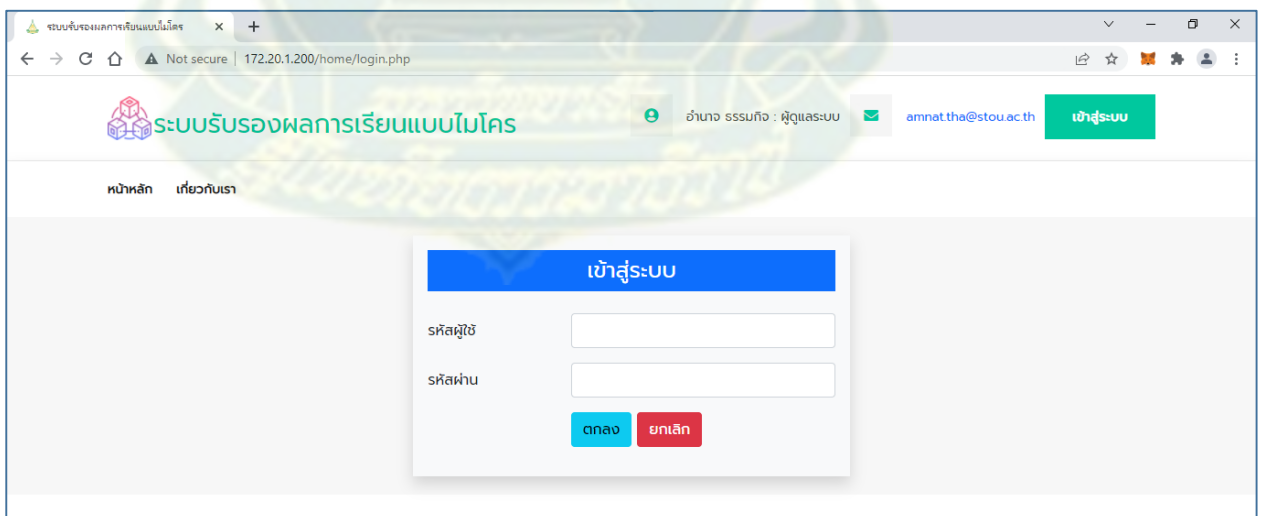 ระบบรับรองผลการเรียนแบบไมโคร
Not secure | 172.20.1.200/home/login.php
ระบบรับรองผลการเรียนแบบไมโคร
อำนาจ ธรรมกิจ : ผู้ดูแลระบบ
amnat.tha@stou.ac.th
เข้าสู่ระบบ
หน้าหลัก เกี่ยวกับเรา
เข้าสู่ระบบ
รหัสผู้ใช้
รหัสผ่าน
ตกลง ยกเลิก